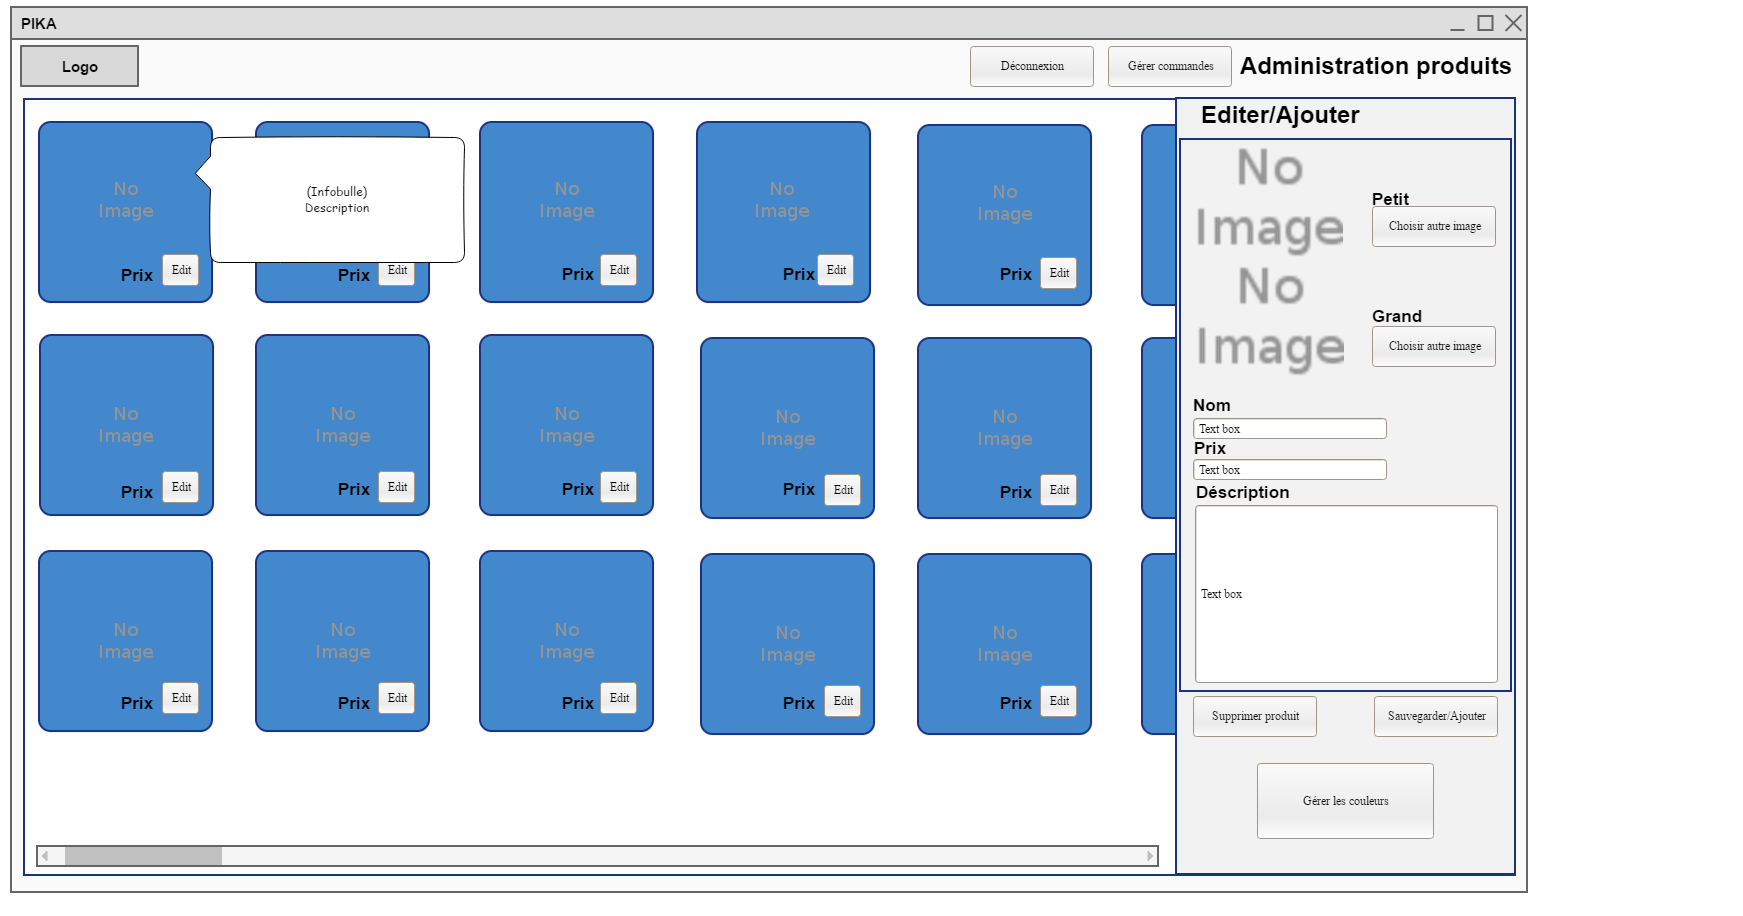 PIKA
Logo
Déconnexion
Gérer commandes
Administration produits
Editer/Ajouter
No
Image
Prix
Edit
(Infobulle)
Description
Prix
Edit
No
Image
Prix
Edit
No
Image
Prix
Edit
No
Image
Prix
Edit
No
Image
Prix
Edit
No
Image
Prix
Edit
No
Image
Prix
Edit
No
Image
Prix
Edit
No
Image
Prix
Edit
No
Image
Prix
Edit
No
Image
Prix
Edit
No
Image
Prix
Edit
No
Image
Prix
Edit
No
Image
Prix
Edit
No
Image
Petit
Choisir autre image
No
Image
Grand
Choisir autre image
Nom
Text box
Prix
Text box
Déscription
Text box
Supprimer produit
Sauvegarder/Ajouter
Gérer les couleurs